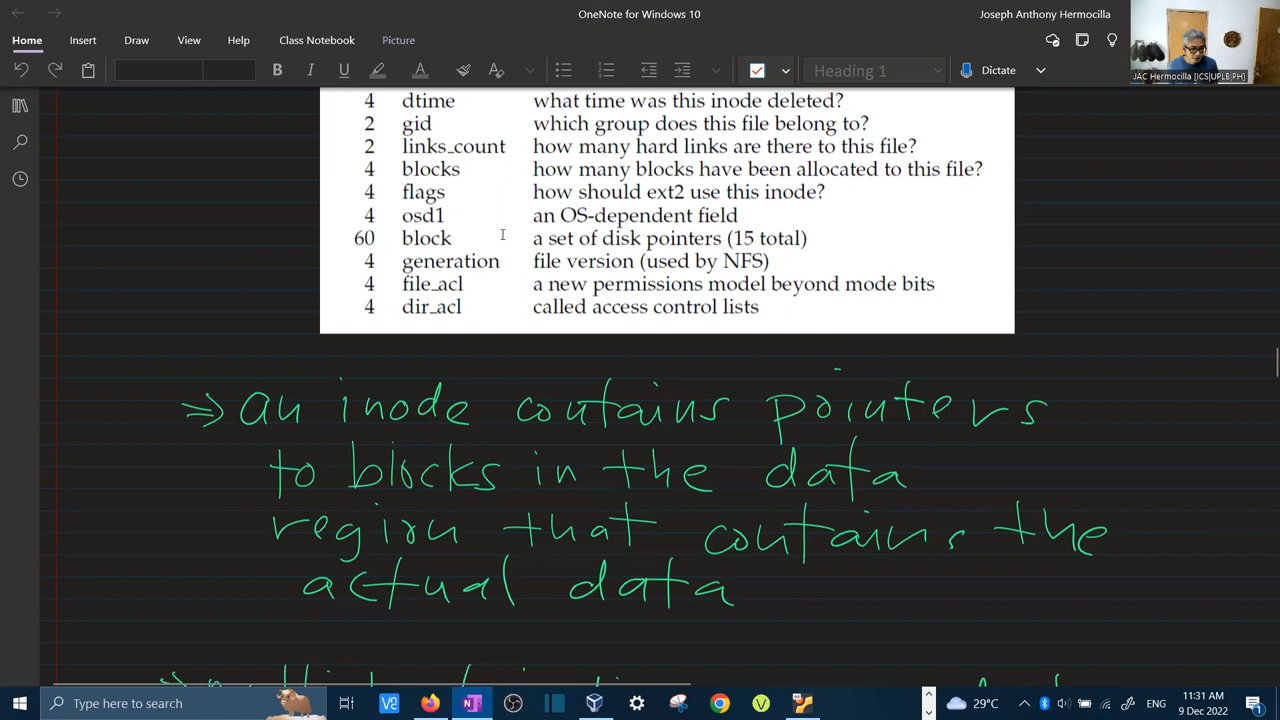 OneNote for Windows 10
Joseph Anthony Hermocilla
Home Insert Draw View Help Class Notebook Picture
B I U A Heading 1 Dictate
JAC Hermocilla [ICS|UPLB PH]
4 dtime what time was this inode deleted?
2 gid which group does this file belong to?
2 links_count how many hard links are there to this file?
4 blocks how many blocks have been allocated to this file?
4 flags how should ext2 use this inode?
4 osd1 an OS-dependent field
60 block a set of disk pointers (15 total)
4 generation file version (used by NFS)
4 file_acl a new permissions model beyond mode bits
4 dir_acl called access control lists
⇒ an inode contains pointers
to blocks in the data
region that contains the
actual data
Type here to search
29°C ENG 11:31 AM
9 Dec 2022